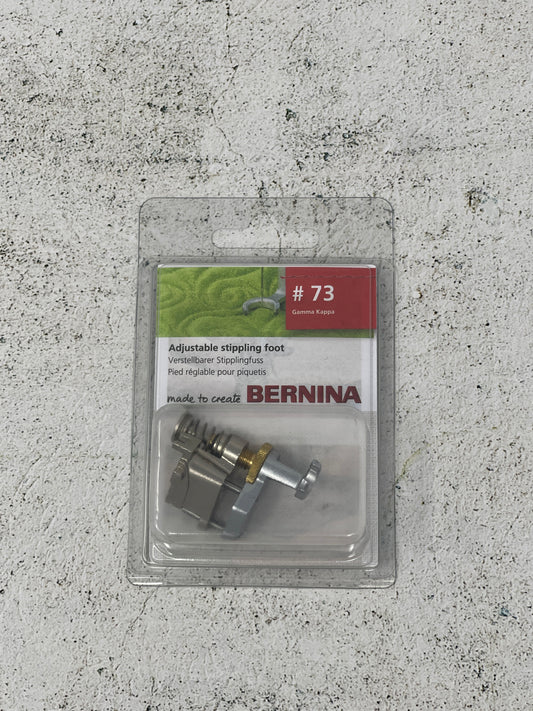 # 73
Gamma Kappa
Adjustable stippling foot
Verstellbarer Stipplingfuss
Pied réglable pour piquetis
made to create BERNINA